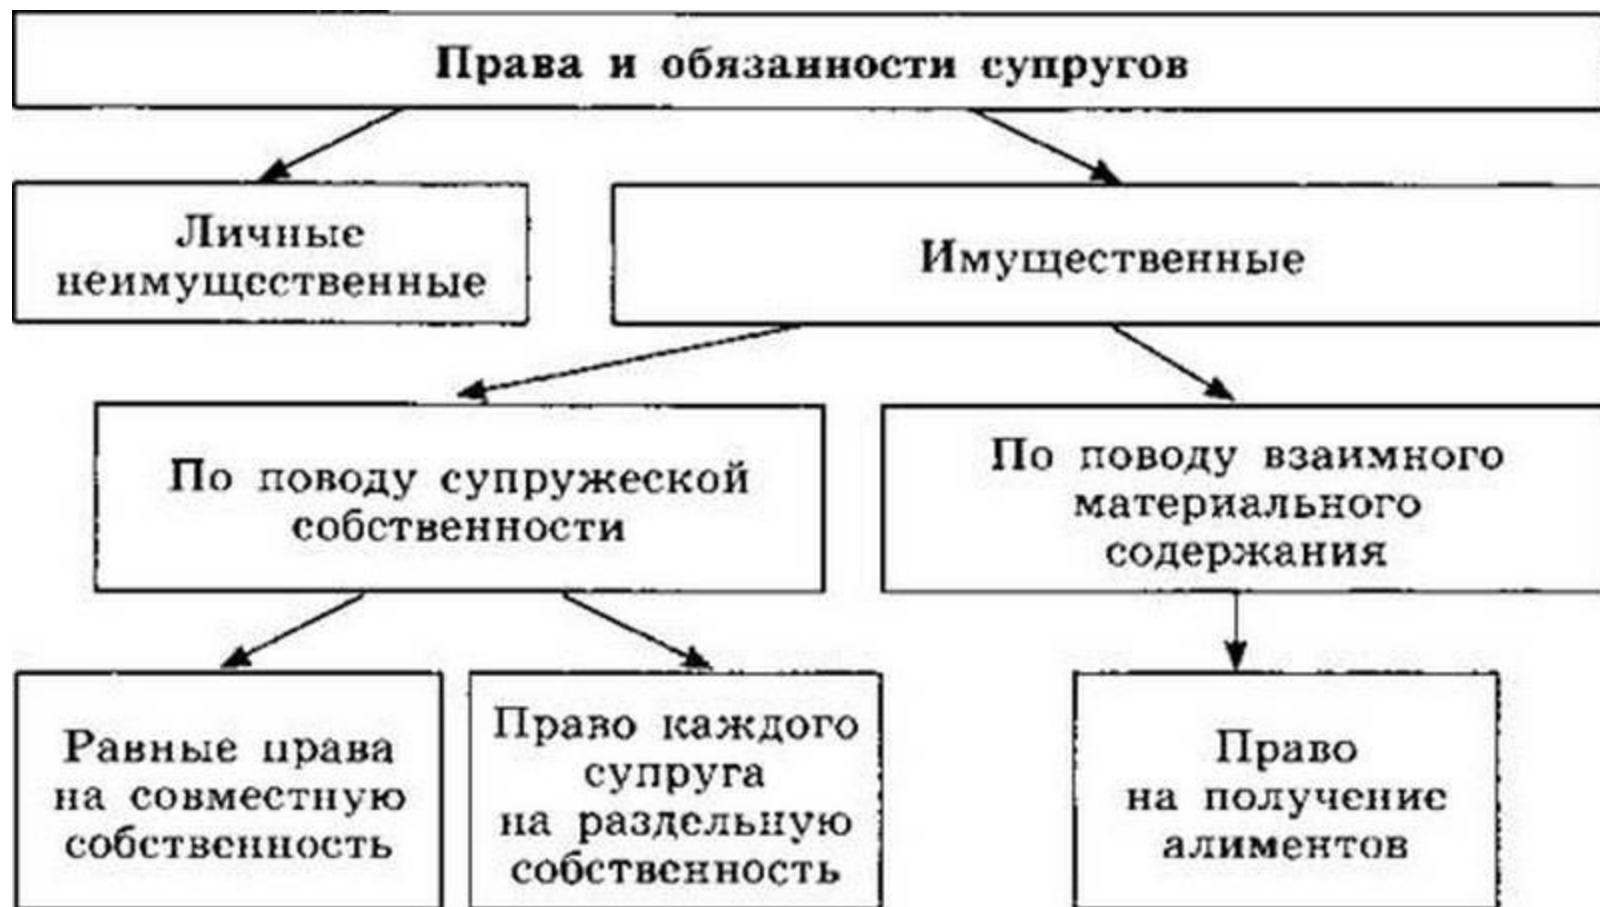 Права и обязанности супругов
Личные
неимущественные
Имущественные
По поводу супружеской
собственности
По поводу взаимного
материального
содержания
Равные права
на совместную
собственность
Право каждого
супруга
на раздельную
собственность
Право
на получение
алиментов